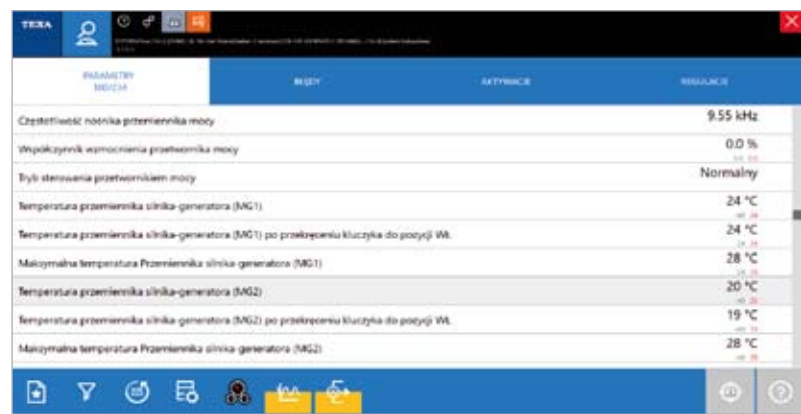 TEXA
PARAMETRY
BŁĘDY
AKTYWACJE
REGULACJE
Częstotliwość nośnika przemiennika mocy
9.55 kHz
Współczynnik wzmocnienia przetwornika mocy
0.0 %
Tryb sterowania przetwornikiem mocy
Normalny
Temperatura przemiennika silnika-generatora (MG1)
24 °C
Temperatura przemiennika silnika-generatora (MG1) po przekręceniu kluczyka do pozycji WŁ.
24 °C
Maksymalna temperatura Przemiennika silnika generatora (MG1)
28 °C
Temperatura przemiennika silnika-generatora (MG2)
20 °C
Temperatura przemiennika silnika-generatora (MG2) po przekręceniu kluczyka do pozycji WŁ.
19 °C
Maksymalna temperatura Przemiennika silnika generatora (MG2)
28 °C